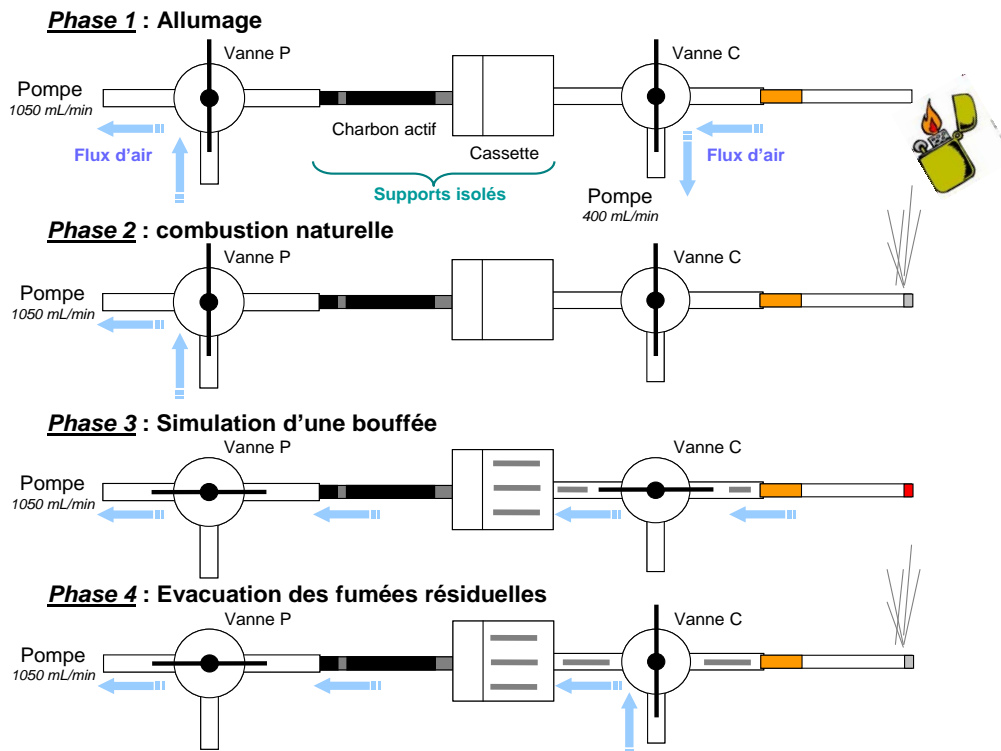 Phase 1 : Allumage
Vanne P
Vanne C
Pompe
1050 mL/min
Charbon actif
Flux d'air
Cassette
Flux d'air
Supports isolés
Pompe
400 mL/min
Phase 2 : combustion naturelle
Vanne P
Vanne C
Pompe
1050 mL/min
Phase 3 : Simulation d’une bouffée
Vanne P
Vanne C
Pompe
1050 mL/min
Phase 4 : Evacuation des fumées résiduelles
Vanne P
Vanne C
Pompe
1050 mL/min